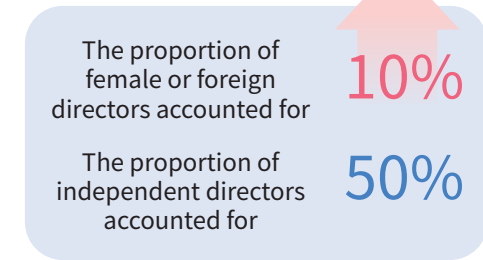 The proportion of
female or foreign
directors accounted for
10%
The proportion of
independent directors
accounted for
50%